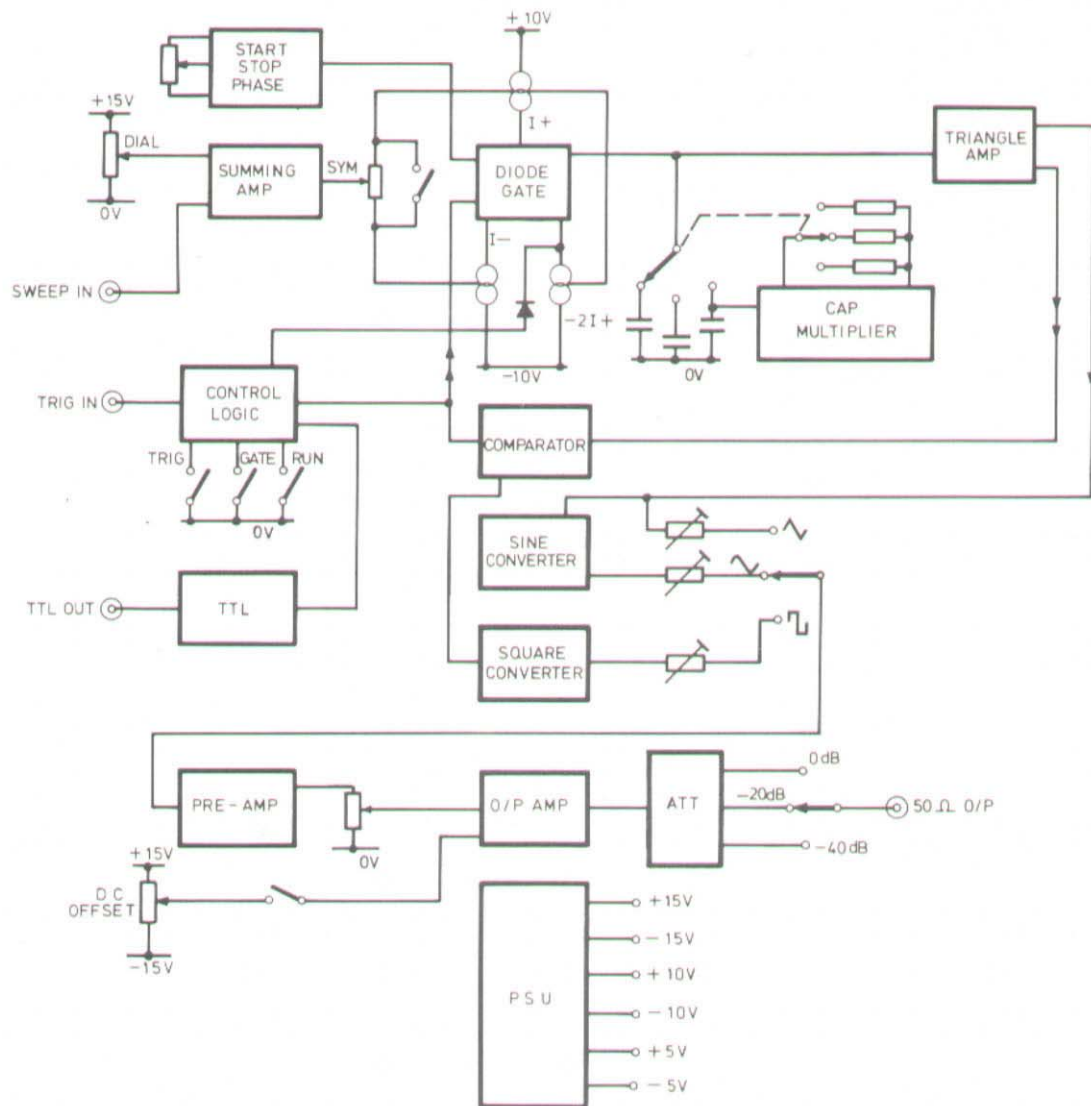 +10V
START
STOP
PHASE
+15V
DIAL
0V
SUMMING
AMP
SYM
I+
DIODE
GATE
TRIANGLE
AMP
I-
-2I+
-10V
CAP
MULTIPLIER
0V
SWEEP IN
TRIG IN
CONTROL
LOGIC
TRIG
GATE
RUN
0V
COMPARATOR
SINE
CONVERTER
TTL OUT
TTL
SQUARE
CONVERTER
PRE-AMP
0V
O/P AMP
ATT
0dB
-20dB
-40dB
50Ω O/P
+15V
DC
OFFSET
-15V
PSU
+15V
-15V
+10V
-10V
+5V
-5V